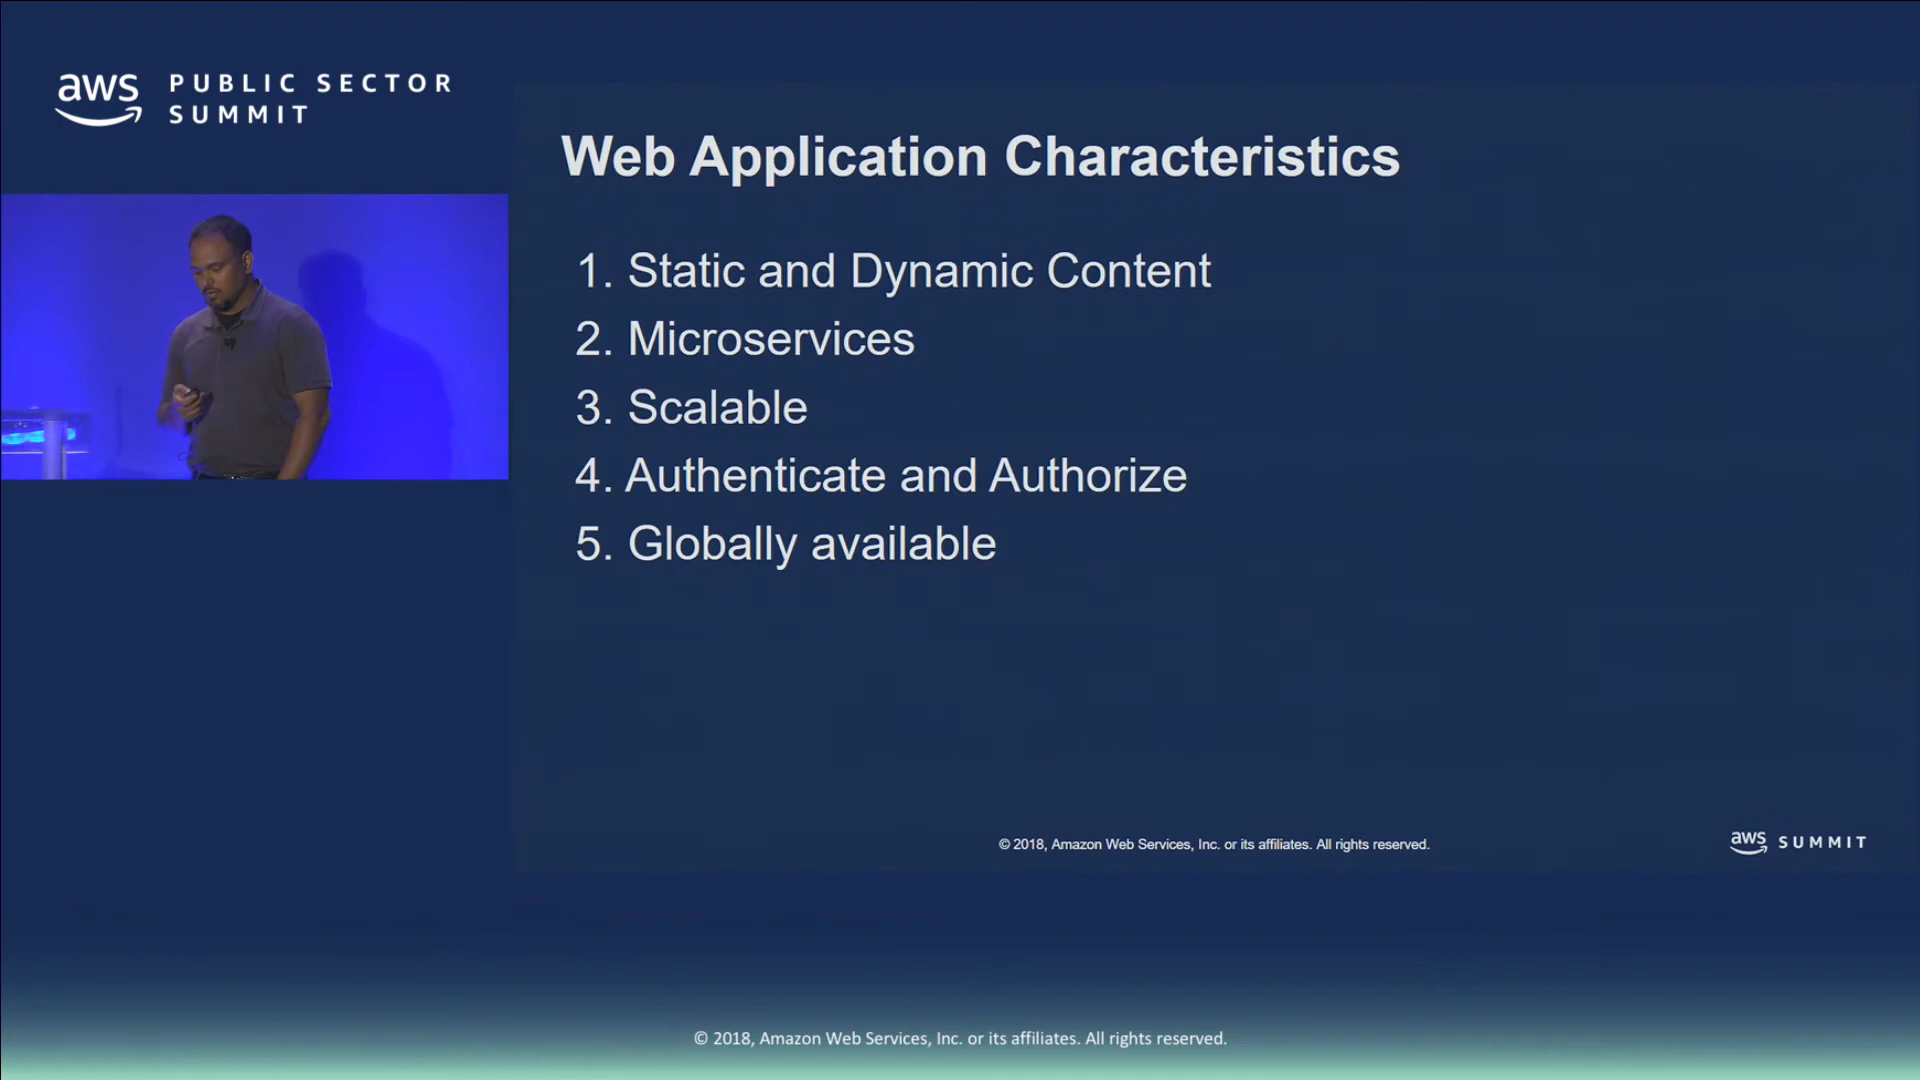 aws PUBLIC SECTOR
SUMMIT
Web Application Characteristics
1. Static and Dynamic Content
2. Microservices
3. Scalable
4. Authenticate and Authorize
5. Globally available
© 2018, Amazon Web Services, Inc. or its affiliates. All rights reserved.
aws SUMMIT
© 2018, Amazon Web Services, Inc. or its affiliates. All rights reserved.